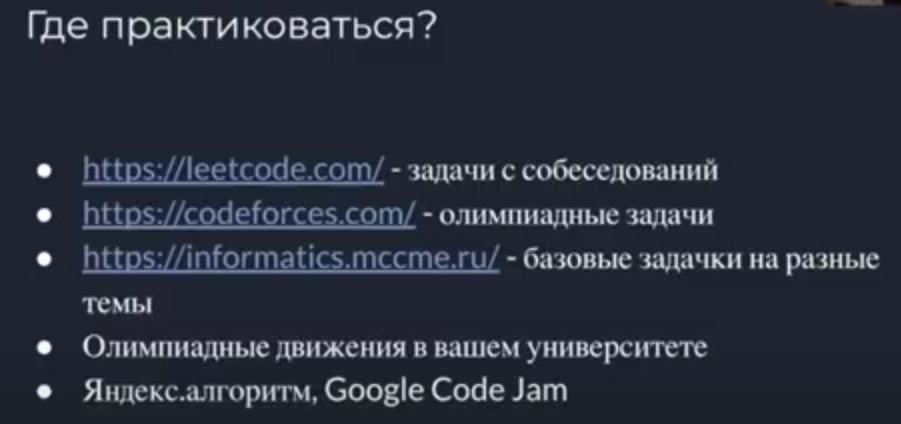 Где практиковаться?
● https://leetcode.com/ - задачи с собеседований
● https://codeforces.com/ - олимпиадные задачи
● https://informatics.mccme.ru/ - базовые задачки на разные
темы
● Олимпиадные движения в вашем университете
● Яндекс.алгоритм, Google Code Jam